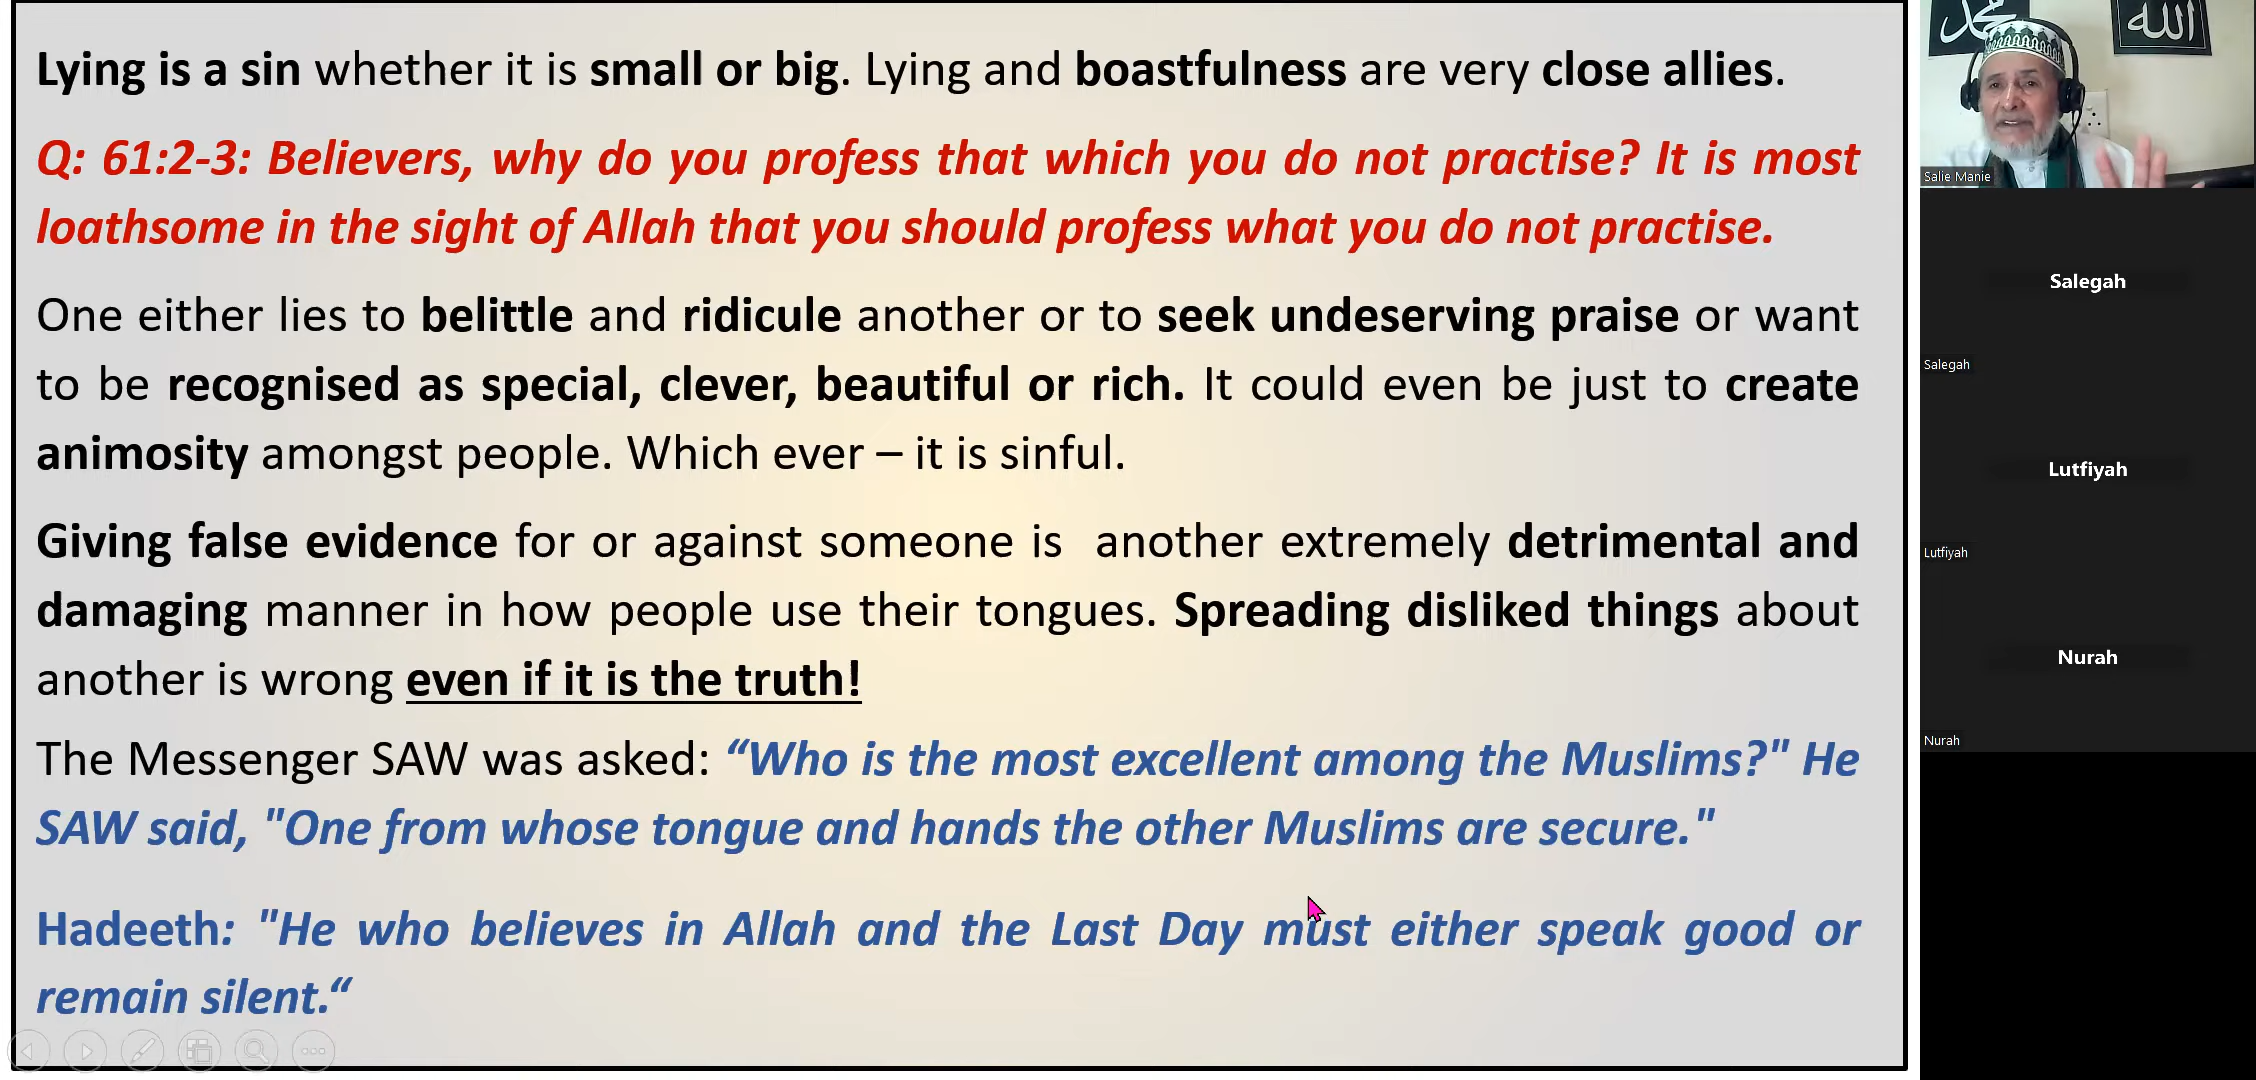 Lying is a sin whether it is small or big. Lying and boastfulness are very close allies.
Q: 61:2-3: Believers, why do you profess that which you do not practise? It is most
loathsome in the sight of Allah that you should profess what you do not practise.
One either lies to belittle and ridicule another or to seek undeserving praise or want
to be recognised as special, clever, beautiful or rich. It could even be just to create
animosity amongst people. Which ever – it is sinful.
Giving false evidence for or against someone is  another extremely detrimental and
damaging manner in how people use their tongues. Spreading disliked things about
another is wrong even if it is the truth!
The Messenger SAW was asked: “Who is the most excellent among the Muslims?" He
SAW said, "One from whose tongue and hands the other Muslims are secure."
Hadeeth: "He who believes in Allah and the Last Day must either speak good or
remain silent.“
محمد
الله
Salie Manie
Salegah
Salegah
Lutfiyah
Lutfiyah
Nurah
Nurah